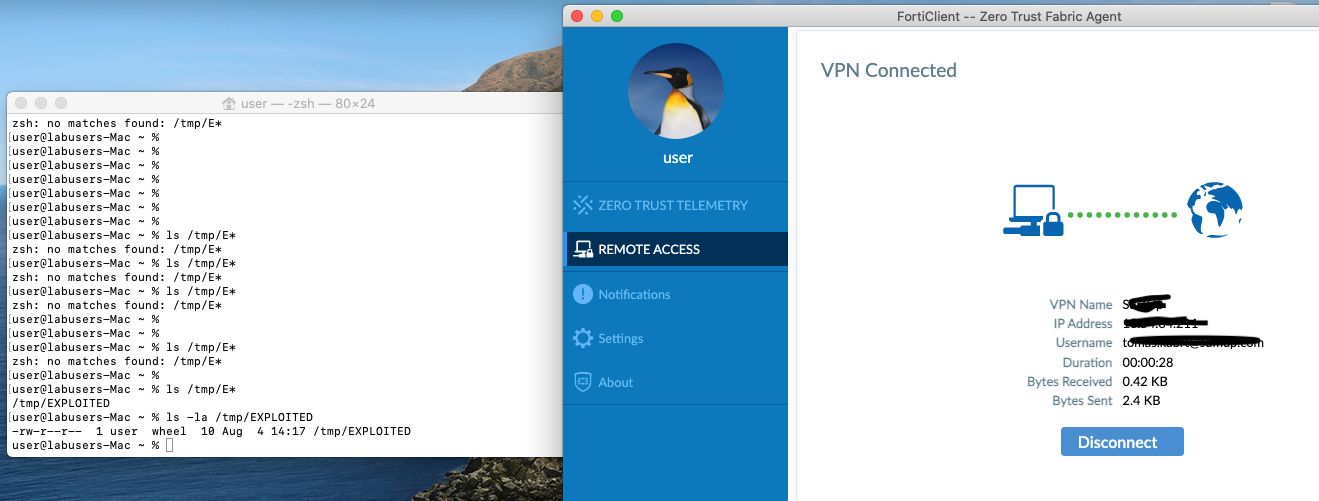 user — -zsh — 80×24
zsh: no matches found: /tmp/E*
user@labusers-Mac ~ %
user@labusers-Mac ~ %
user@labusers-Mac ~ %
user@labusers-Mac ~ %
user@labusers-Mac ~ %
user@labusers-Mac ~ %
user@labusers-Mac ~ %
user@labusers-Mac ~ % ls /tmp/E*
zsh: no matches found: /tmp/E*
user@labusers-Mac ~ % ls /tmp/E*
zsh: no matches found: /tmp/E*
user@labusers-Mac ~ % ls /tmp/E*
zsh: no matches found: /tmp/E*
user@labusers-Mac ~ %
user@labusers-Mac ~ %
user@labusers-Mac ~ % ls /tmp/E*
zsh: no matches found: /tmp/E*
user@labusers-Mac ~ %
user@labusers-Mac ~ % ls /tmp/E*
/tmp/EXPLOITED
user@labusers-Mac ~ % ls -la /tmp/EXPLOITED
-rw-r--r-- 1 user wheel 10 Aug 4 14:17 /tmp/EXPLOITED
user@labusers-Mac ~ %
FortiClient -- Zero Trust Fabric Agent
user
ZERO TRUST TELEMETRY
REMOTE ACCESS
Notifications
Settings
About
VPN Connected
VPN Name
IP Address
Username
Duration 00:00:28
Bytes Received 0.42 KB
Bytes Sent 2.4 KB
Disconnect